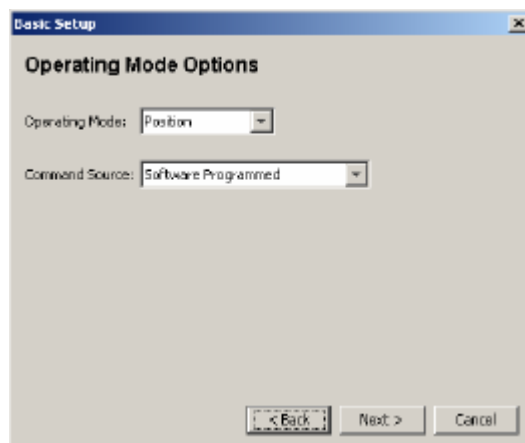 Basic Setup
Operating Mode Options
Operating Mode: Position
Command Source: Software Programmed
< Back Next > Cancel